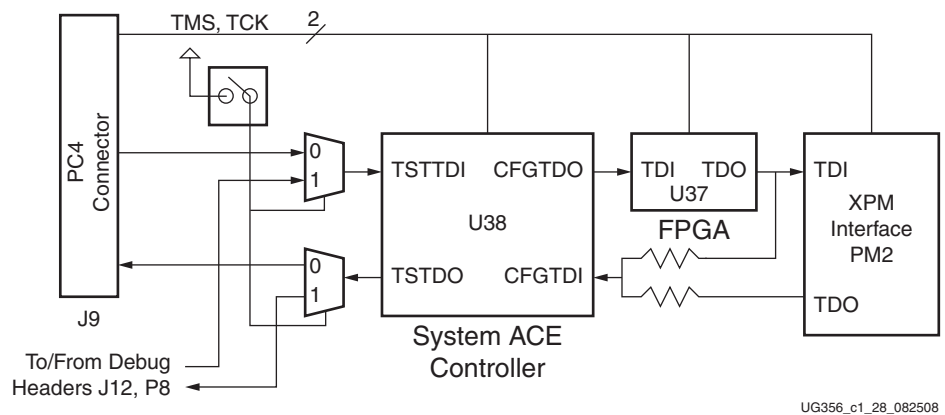 TMS, TCK
2
PC4
Connector
J9
0
1
0
1
TSTTDI CFGTDO
U38
TSTDO CFGTDI
System ACE
Controller
TDI TDO
U37
FPGA
TDI
XPM
Interface
PM2
TDO
To/From Debug
Headers J12, P8
UG356_c1_28_082508